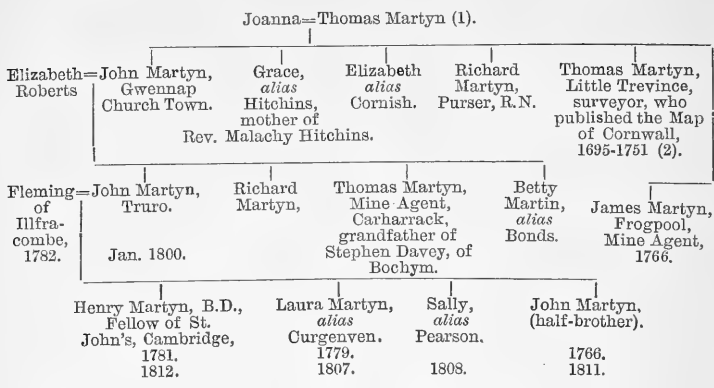 Joanna=Thomas Martyn (1).
Elizabeth=John Martyn,
Roberts Gwennap
Church Town.
Grace,
alias
Hitchins,
mother of
Rev. Malachy Hitchins.
Elizabeth
alias
Cornish.
Richard
Martyn,
Purser, R.N.
Thomas Martyn,
Little Trevince,
surveyor, who
published the Map
of Cornwall,
1695-1751 (2).
Fleming=John Martyn,
of Truro.
Illfra-
combe,
1782. Jan. 1800.
Richard
Martyn,
Thomas Martyn,
Mine Agent,
Carharrack,
grandfather of
Stephen Davey, of
Bochym.
Betty
Martin,
alias
Bonds.
James Martyn,
Frogpool,
Mine Agent,
1766.
Henry Martyn, B.D.,
Fellow of St.
John's, Cambridge,
1781.
1812.
Laura Martyn,
alias
Curgenven.
1779.
1807.
Sally,
alias
Pearson.
1808.
John Martyn,
(half-brother).
1766.
1811.